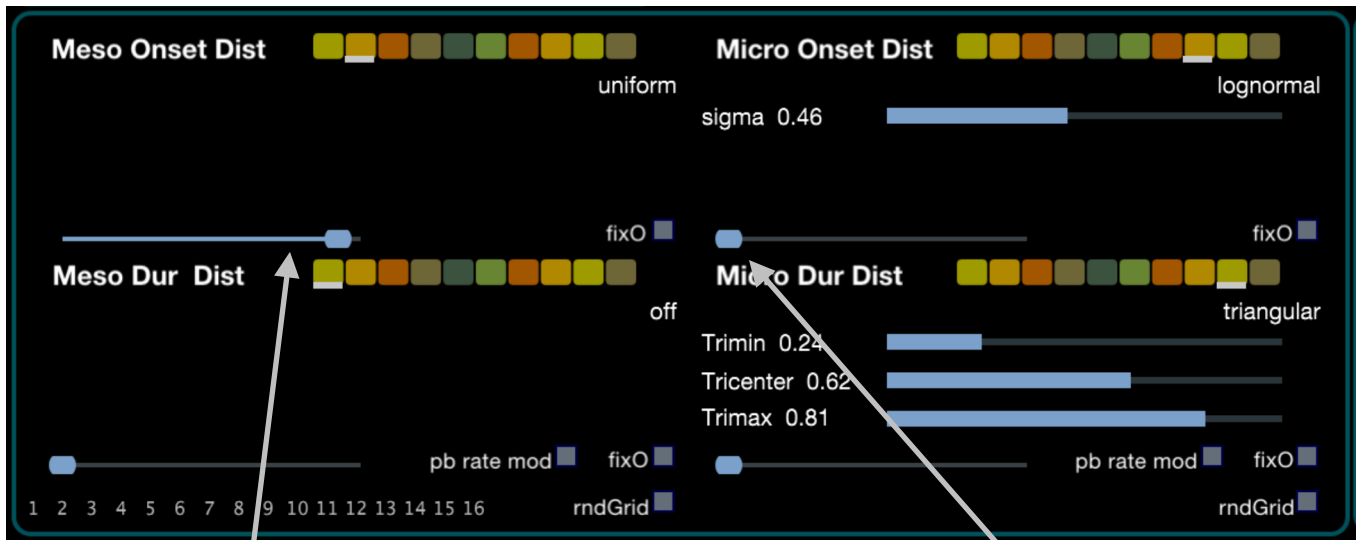 Meso Onset Dist
uniform
fixO
Meso Dur Dist
off
pb rate mod fixO
1 2 3 4 5 6 7 8 9 10 11 12 13 14 15 16 rndGrid
Micro Onset Dist
lognormal
sigma 0.46
fixO
Micro Dur Dist
triangular
Trimin 0.24
Tricenter 0.62
Trimax 0.81
pb rate mod fixO
rndGrid